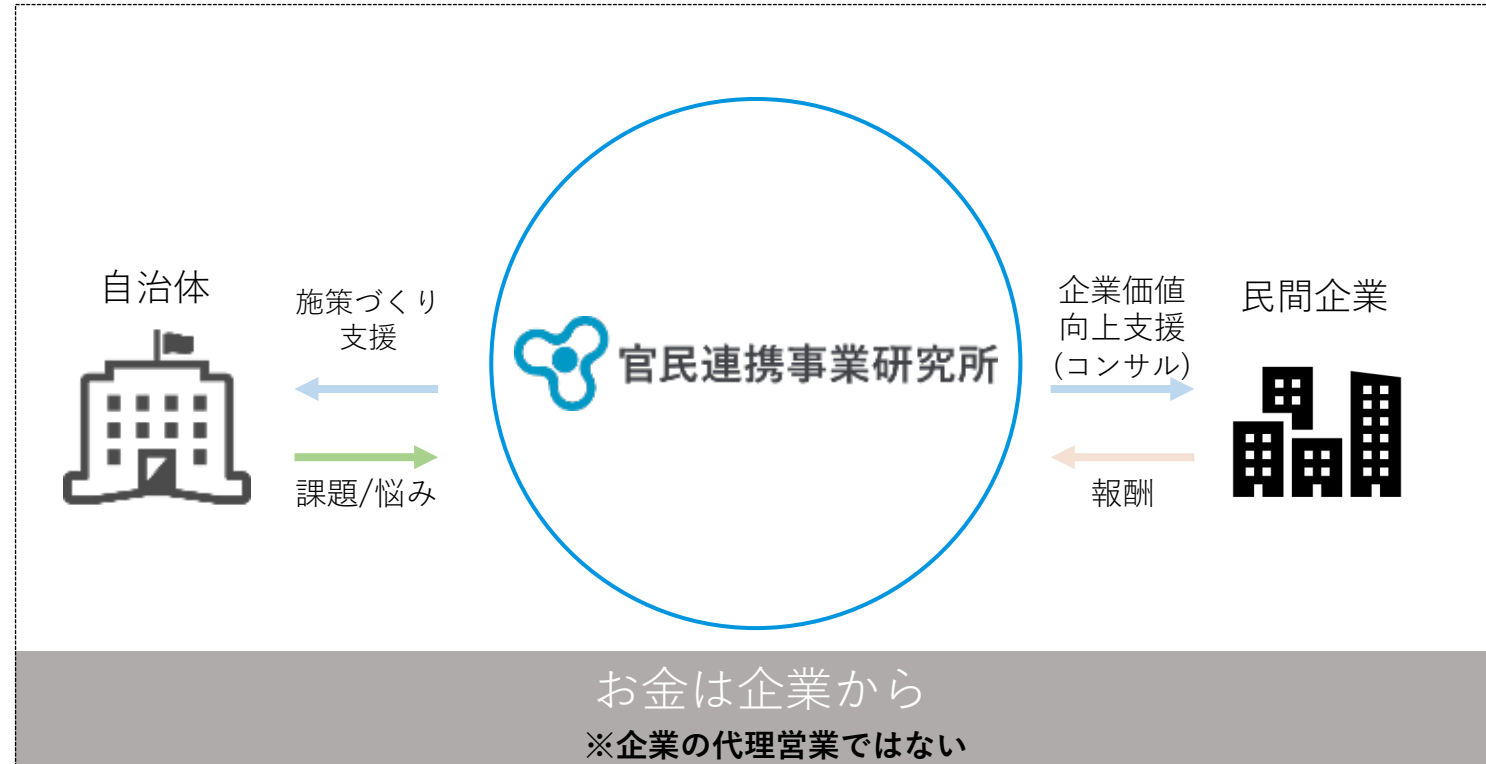 自治体
施策づくり
支援
課題/悩み
官民連携事業研究所
企業価値
向上支援
(コンサル)
報酬
民間企業
お金は企業から
※企業の代理営業ではない